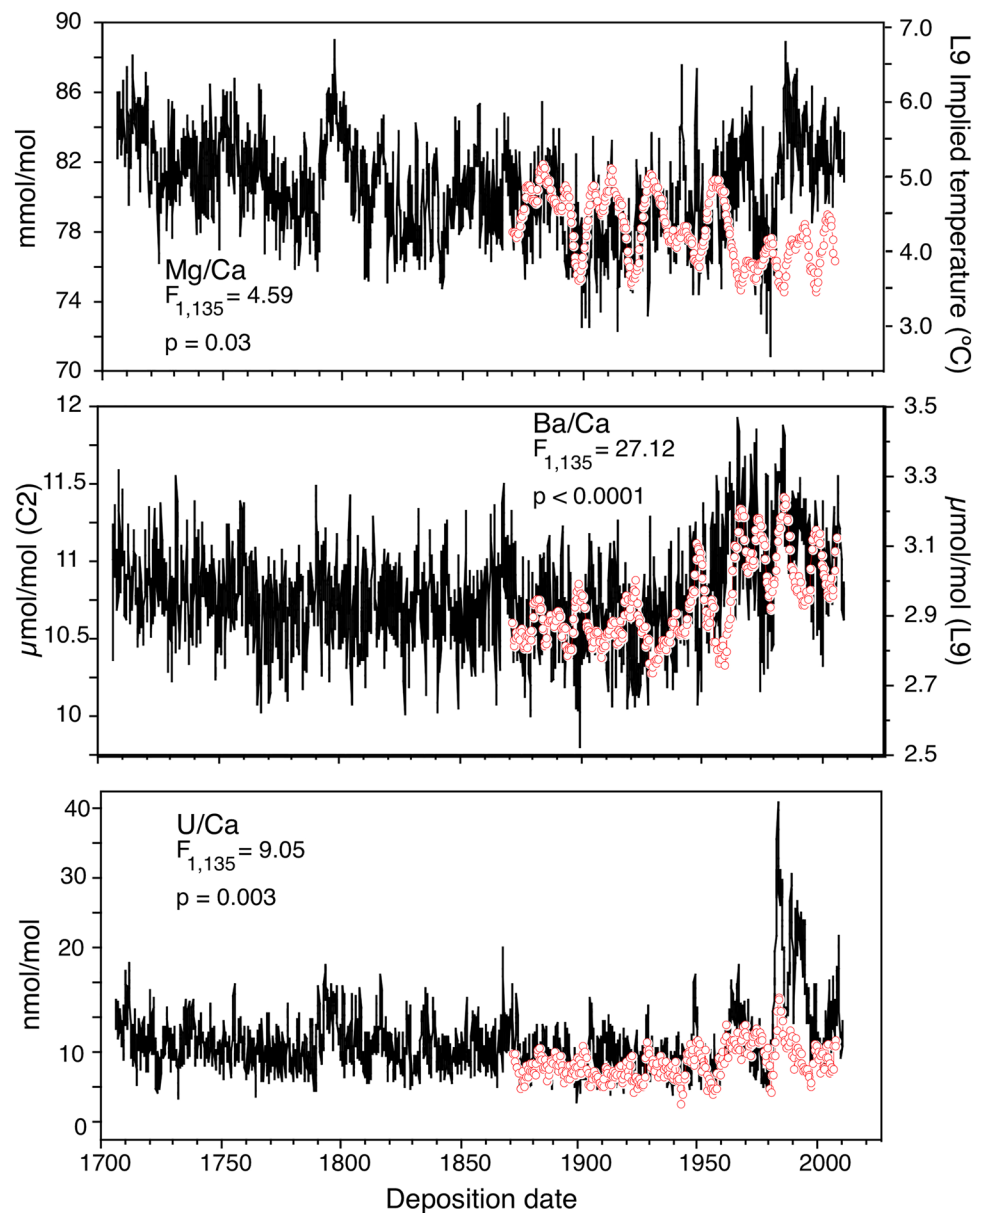 90
86
82
78
74
70
mmol/mol
7.0
6.0
5.0
4.0
3.0
L9 Implied temperature (°C)
Mg/Ca
F1,135 = 4.59
p = 0.03
12
11.5
11
10.5
10
µmol/mol (C2)
3.5
3.3
3.1
2.9
2.7
2.5
µmol/mol (L9)
Ba/Ca
F1,135 = 27.12
p < 0.0001
40
30
20
10
0
nmol/mol
U/Ca
F1,135 = 9.05
p = 0.003
1700 1750 1800 1850 1900 1950 2000
Deposition date